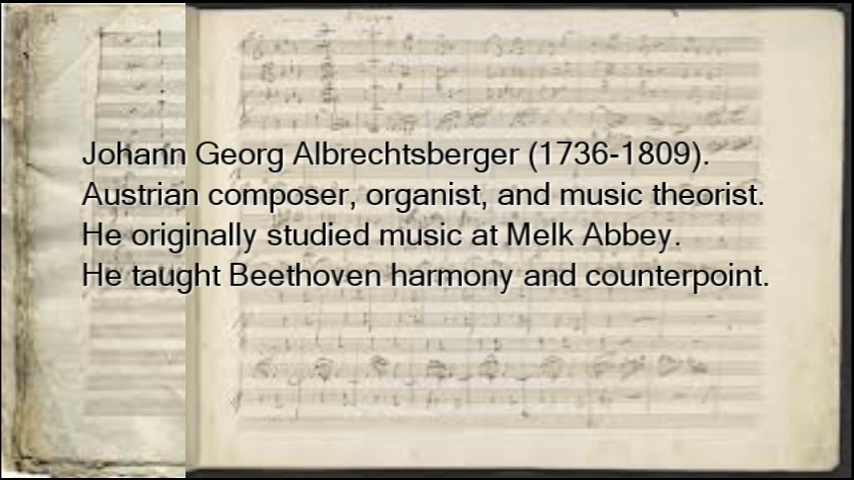 Johann Georg Albrechtsberger (1736-1809).
Austrian composer, organist, and music theorist.
He originally studied music at Melk Abbey.
He taught Beethoven harmony and counterpoint.